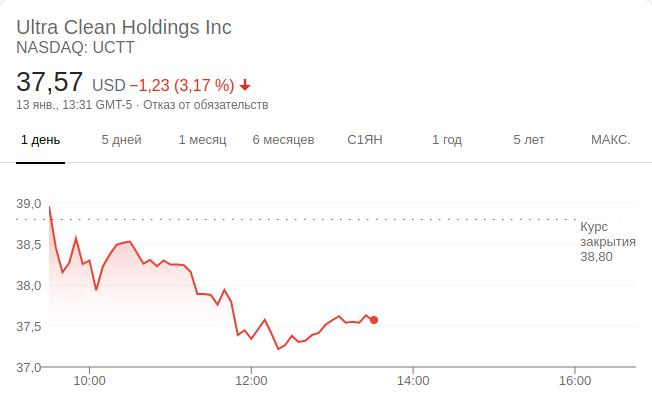 Ultra Clean Holdings Inc
NASDAQ: UCTT
37,57 USD −1,23 (3,17 %)
13 янв., 13:31 GMT-5 · Отказ от обязательств
1 день 5 дней 1 месяц 6 месяцев С1ЯН 1 год 5 лет МАКС.
39,0
38,5
38,0
37,5
37,0
Курс
закрытия
38,80
10:00 12:00 14:00 16:00